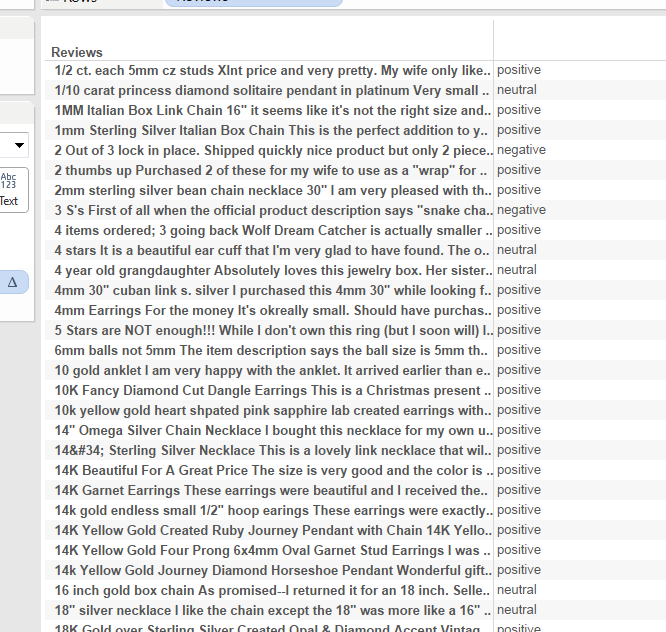 Reviews
1/2 ct. each 5mm cz studs Xlnt price and very pretty. My wife only like.. positive
1/10 carat princess diamond solitaire pendant in platinum Very small .. neutral
1MM Italian Box Link Chain 16" it seems like it's not the right size and.. positive
1mm Sterling Silver Italian Box Chain This is the perfect addition to y.. positive
2 Out of 3 lock in place. Shipped quickly nice product but only 2 piece.. negative
2 thumbs up Purchased 2 of these for my wife to use as a "wrap" for .. positive
2mm sterling silver bean chain necklace 30" I am very pleased with th.. positive
3 S's First of all when the official product description says "snake cha.. negative
4 items ordered; 3 going back Wolf Dream Catcher is actually smaller .. positive
4 stars It is a beautiful ear cuff that I'm very glad to have found. The o.. neutral
4 year old grangdaughter Absolutely loves this jewelry box. Her sister.. neutral
Abc
123
Text
Δ
4mm 30" cuban link s. silver I purchased this 4mm 30" while looking f.. positive
4mm Earrings For the money It's okreally small. Should have purchas.. positive
5 Stars are NOT enough!!! While I don't own this ring (but I soon will) I.. positive
6mm balls not 5mm The item description says the ball size is 5mm th.. positive
10 gold anklet I am very happy with the anklet. It arrived earlier than e.. positive
10K Fancy Diamond Cut Dangle Earrings This is a Christmas present .. positive
10k yellow gold heart shpated pink sapphire lab created earrings with.. positive
14" Omega Silver Chain Necklace I bought this necklace for my own u.. positive
14&#34; Sterling Silver Necklace This is a lovely link necklace that wil.. positive
14K Beautiful For A Great Price The size is very good and the color is .. positive
14K Garnet Earrings These earrings were beautiful and I received the.. positive
14k gold endless small 1/2" hoop earings These earrings were exactly.. positive
14K Yellow Gold Created Ruby Journey Pendant with Chain 14K Yello.. positive
14K Yellow Gold Four Prong 6x4mm Oval Garnet Stud Earrings I was .. positive
14k Yellow Gold Journey Diamond Horseshoe Pendant Wonderful gift.. positive
16 inch gold box chain As promised--I returned it for an 18 inch. Selle.. neutral
18" silver necklace I like the chain except the 18" was more like a 16" .. neutral
18K Gold over Sterling Silver Created Opal & Diamond Accent Vintag.. positive